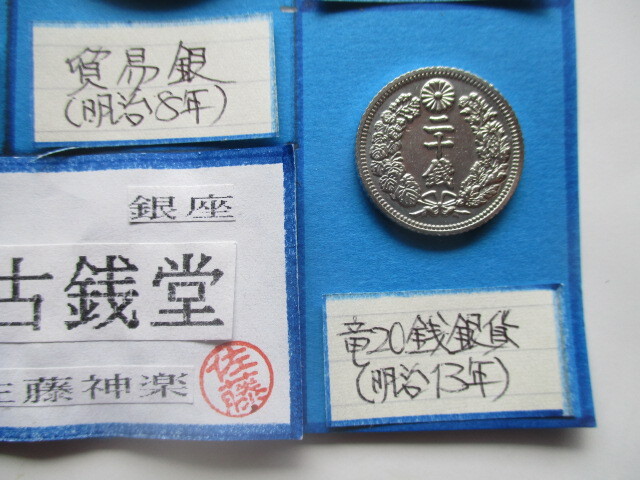 貿易銀
(明治8年)
銀座
古銭堂
佐藤神楽
佐藤
二十銭
竜20銭銀貨
(明治13年)